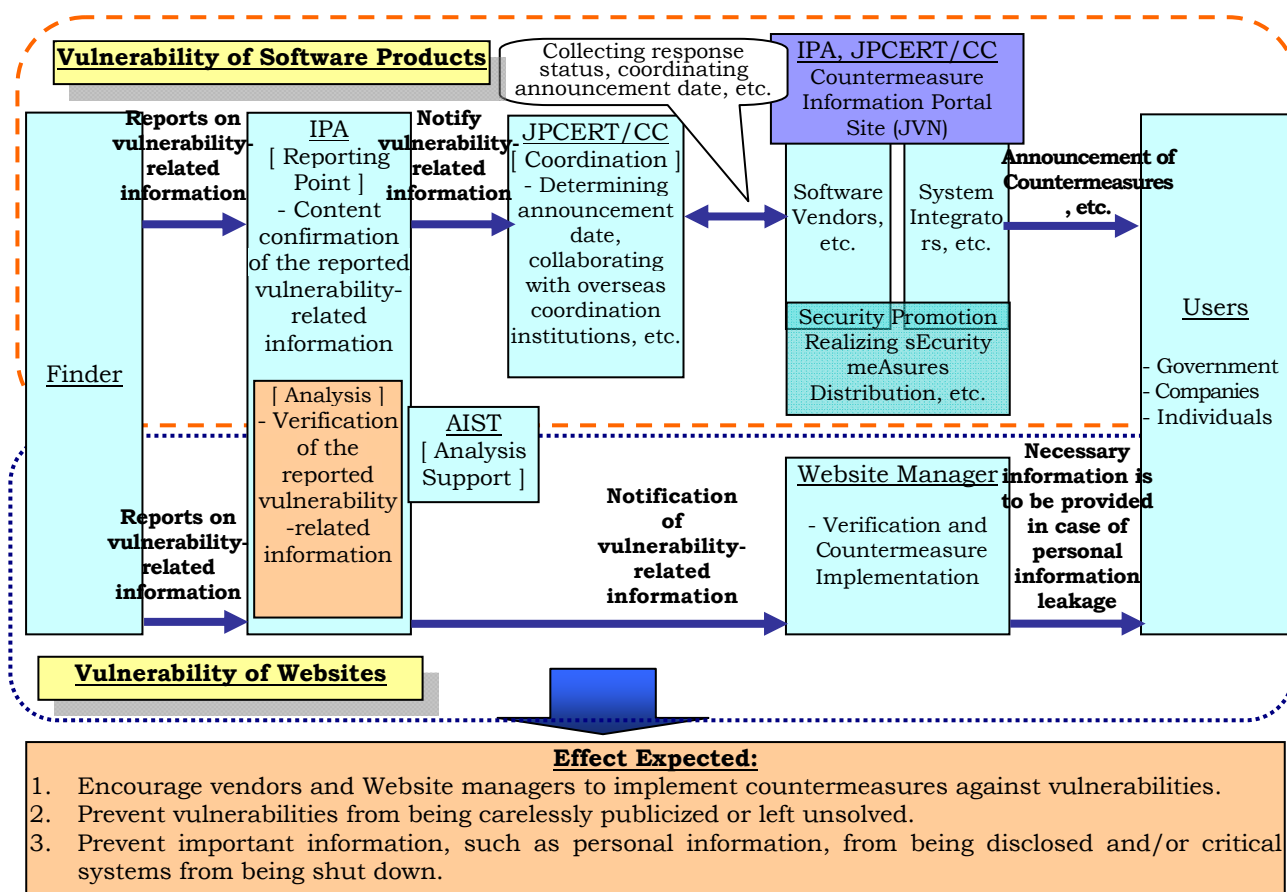 Vulnerability of Software Products
Collecting response
status, coordinating
announcement date, etc.
IPA, JPCERT/CC
Countermeasure
Information Portal
Site (JVN)
Finder
Reports on
vulnerability-
related
information
IPA
[ Reporting
Point ]
- Content
confirmation
of the reported
vulnerability-
related
information
[ Analysis ]
- Verification
of the
reported
vulnerability
-related
information
Notify
vulnerability-
related
information
JPCERT/CC
[ Coordination ]
- Determining
announcement
date,
collaborating
with overseas
coordination
institutions, etc.
Software
Vendors,
etc.
System
Integrato
rs, etc.
Security Promotion
Realizing sEcurity
meAsures
Distribution, etc.
Announcement of
Countermeasures
, etc.
Users
- Government
- Companies
- Individuals
AIST
[ Analysis
Support ]
Reports on
vulnerability-
related
information
Notification
of
vulnerability-
related
information
Website Manager
- Verification and
Countermeasure
Implementation
Necessary
information is
to be provided
in case of
personal
information
leakage
Vulnerability of Websites
Effect Expected:
1. Encourage vendors and Website managers to implement countermeasures against vulnerabilities.
2. Prevent vulnerabilities from being carelessly publicized or left unsolved.
3. Prevent important information, such as personal information, from being disclosed and/or critical
systems from being shut down.